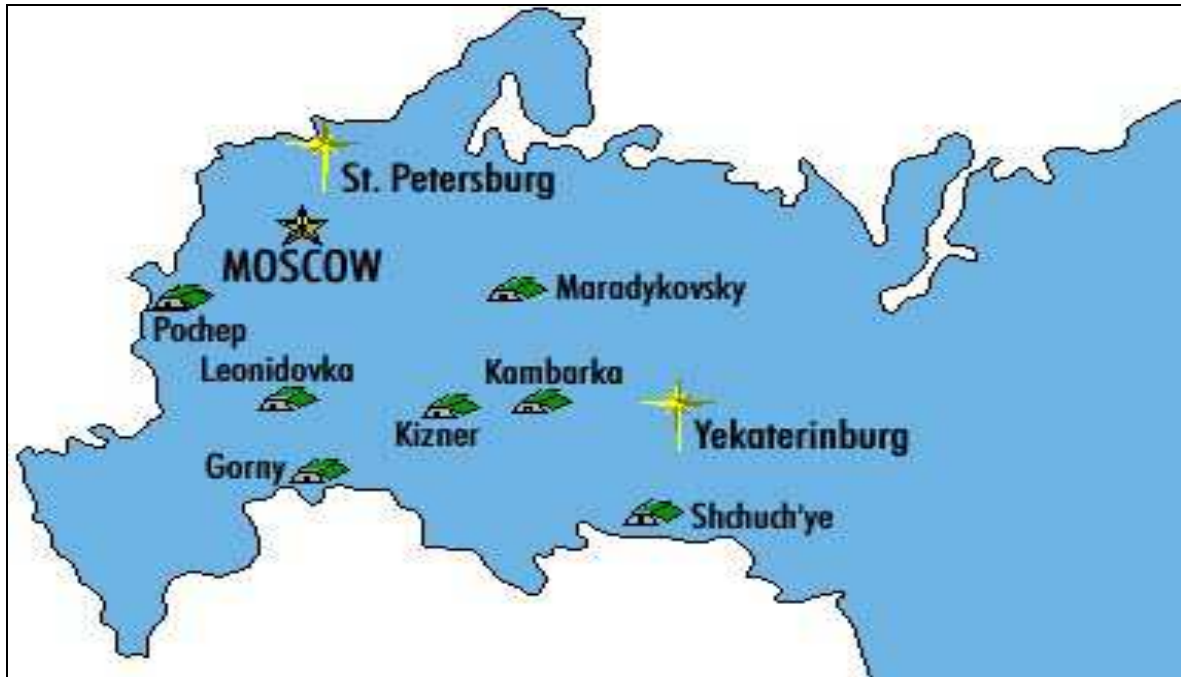 St. Petersburg
MOSCOW
Maradykovsky
Pochep
Leonidovka
Kambarka
Kizner
Yekaterinburg
Gorny
Shchuch'ye